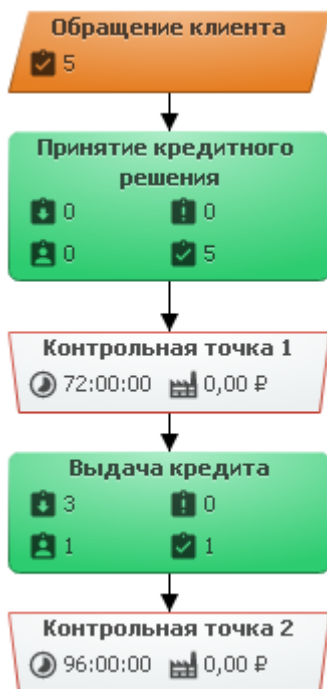 Обращение клиента
5
Принятие кредитного
решения
0 0
0 5
Контрольная точка 1
72:00:00 0,00 ₽
Выдача кредита
3 0
1 1
Контрольная точка 2
96:00:00 0,00 ₽